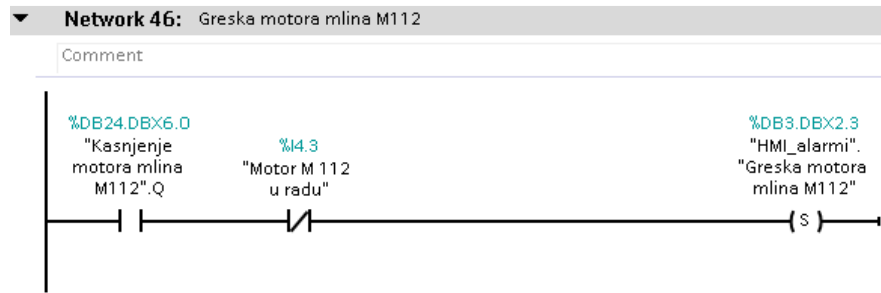 Network 46: Greska motora mlina M112
Comment
%DB24.DBX6.0
"Kasnjenje
motora mlina
M112".Q
%I4.3
"Motor M 112
u radu"
%DB3.DBX2.3
"HMI_alarmi".
"Greska motora
mlina M112"
S